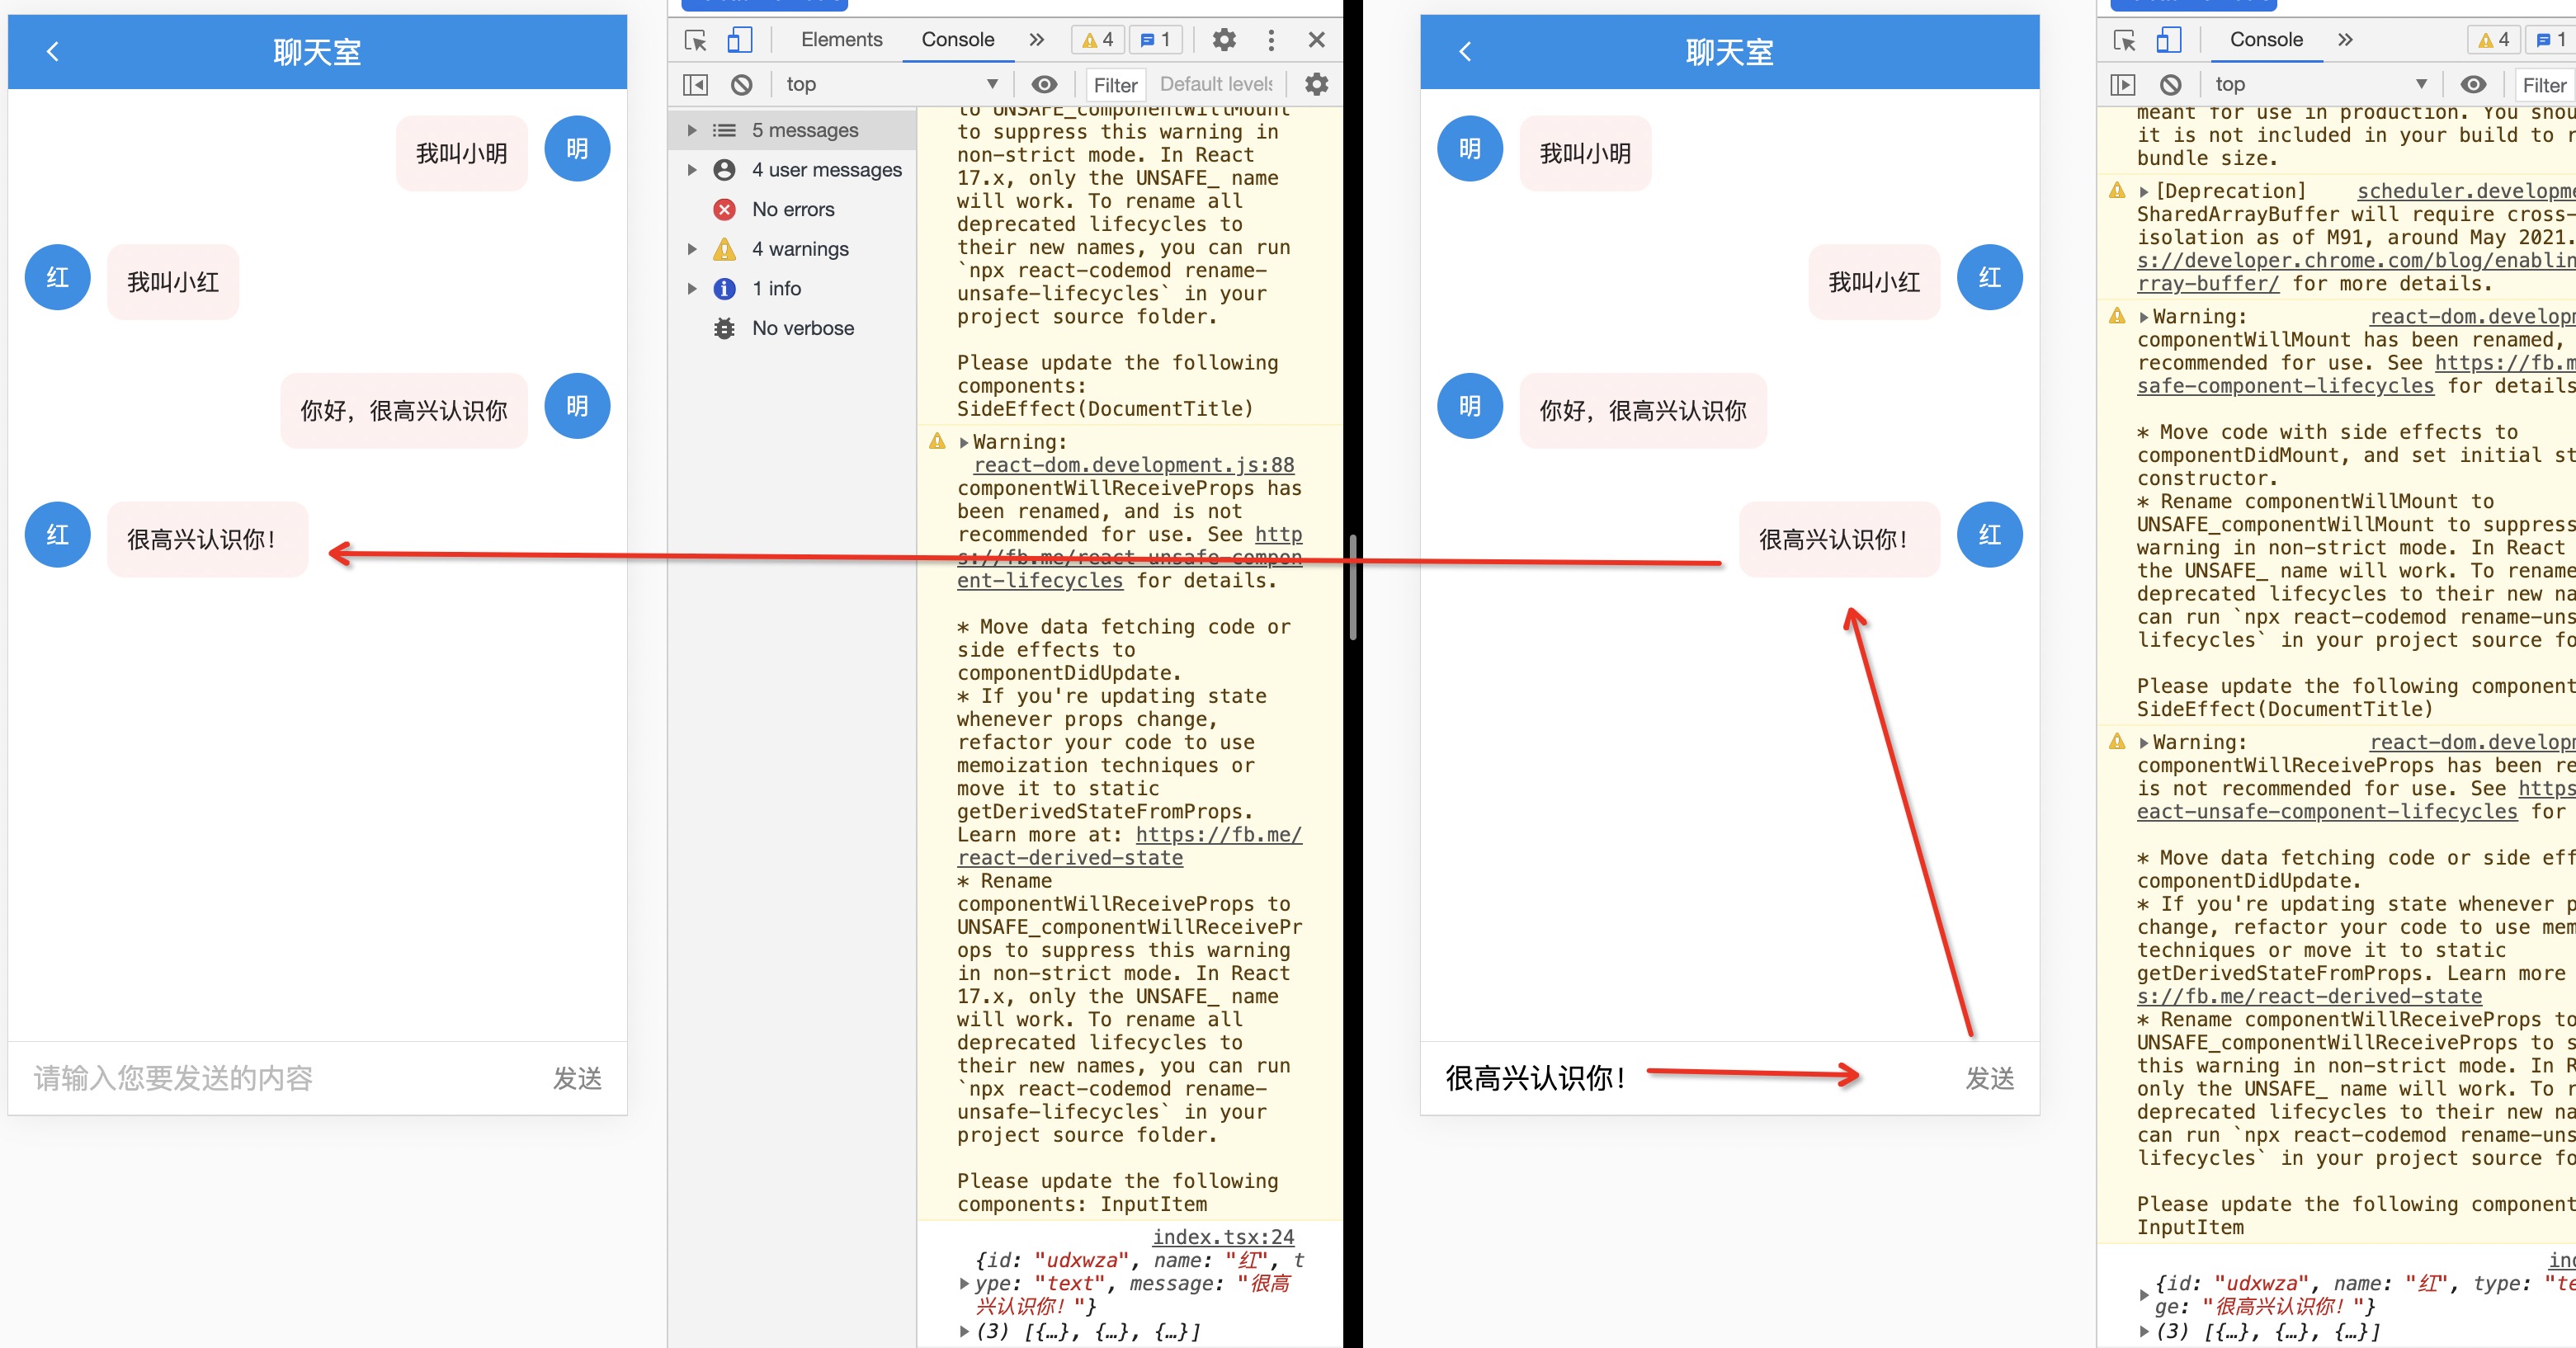 聊天室
我叫小明
明
红
我叫小红
你好，很高兴认识你
明
红
很高兴认识你！
请输入您要发送的内容
发送
Elements
Console
4
1
top
Filter
Default levels
5 messages
4 user messages
No errors
4 warnings
1 info
No verbose
to UNSAFE_componentWillMount
to suppress this warning in
non-strict mode. In React
17.x, only the UNSAFE_ name
will work. To rename all
deprecated lifecycles to
their new names, you can run
`npx react-codemod rename-
unsafe-lifecycles` in your
project source folder.
Please update the following
components:
SideEffect(DocumentTitle)
Warning:
react-dom.development.js:88
componentWillReceiveProps has
been renamed, and is not
recommended for use. See http
s://fb.me/react-unsafe-compon
ent-lifecycles for details.
* Move data fetching code or
side effects to
componentDidUpdate.
* If you're updating state
whenever props change,
refactor your code to use
memoization techniques or
move it to static
getDerivedStateFromProps.
Learn more at: https://fb.me/
react-derived-state
* Rename
componentWillReceiveProps to
UNSAFE_componentWillReceivePr
ops to suppress this warning
in non-strict mode. In React
17.x, only the UNSAFE_ name
will work. To rename all
deprecated lifecycles to
their new names, you can run
`npx react-codemod rename-
unsafe-lifecycles` in your
project source folder.
Please update the following
components: InputItem
index.tsx:24
{id: "udxwza", name: "红", t
ype: "text", message: "很高
兴认识你！"}
(3) [{…}, {…}, {…}]
聊天室
明
我叫小明
我叫小红
红
明
你好，很高兴认识你
很高兴认识你！
红
很高兴认识你！
发送
Console
4
1
top
Filter
meant for use in production. You shou
it is not included in your build to r
bundle size.
[Deprecation] scheduler.developme
SharedArrayBuffer will require cross-
isolation as of M91, around May 2021.
s://developer.chrome.com/blog/enablin
rray-buffer/ for more details.
Warning: react-dom.developm
componentWillMount has been renamed,
recommended for use. See https://fb.m
safe-component-lifecycles for details
* Move code with side effects to
componentDidMount, and set initial st
constructor.
* Rename componentWillMount to
UNSAFE_componentWillMount to suppress
warning in non-strict mode. In React
the UNSAFE_ name will work. To rename
deprecated lifecycles to their new na
can run `npx react-codemod rename-uns
lifecycles` in your project source fo
Please update the following component
SideEffect(DocumentTitle)
Warning: react-dom.developm
componentWillReceiveProps has been re
is not recommended for use. See https
eact-unsafe-component-lifecycles for
* Move data fetching code or side eff
componentDidUpdate.
* If you're updating state whenever p
change, refactor your code to use mem
techniques or move it to static
getDerivedStateFromProps. Learn more
s://fb.me/react-derived-state
* Rename componentWillReceiveProps to
UNSAFE_componentWillReceiveProps to s
this warning in non-strict mode. In R
only the UNSAFE_ name will work. To r
deprecated lifecycles to their new na
can run `npx react-codemod rename-uns
lifecycles` in your project source fo
Please update the following component
InputItem
ind
{id: "udxwza", name: "红", type: "te
ge: "很高兴认识你！"}
(3) [{…}, {…}, {…}]